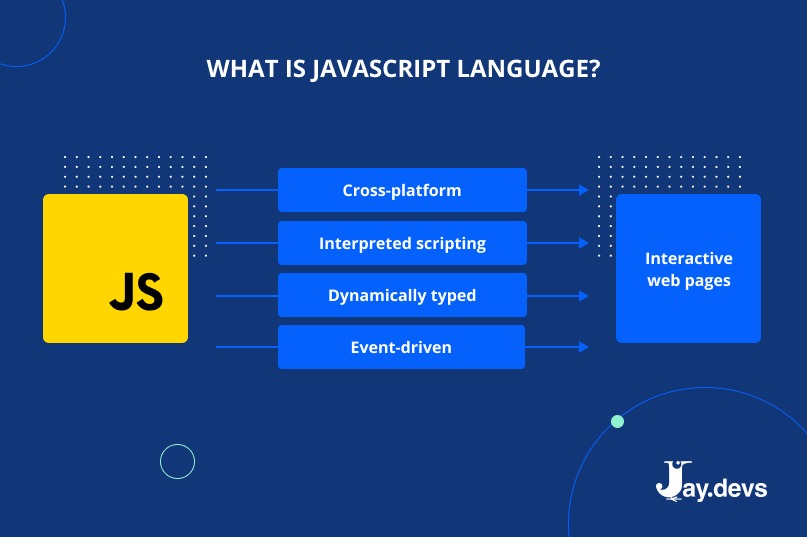 WHAT IS JAVASCRIPT LANGUAGE?
JS
Cross-platform
Interpreted scripting
Dynamically typed
Event-driven
Interactive
web pages
Jay.devs